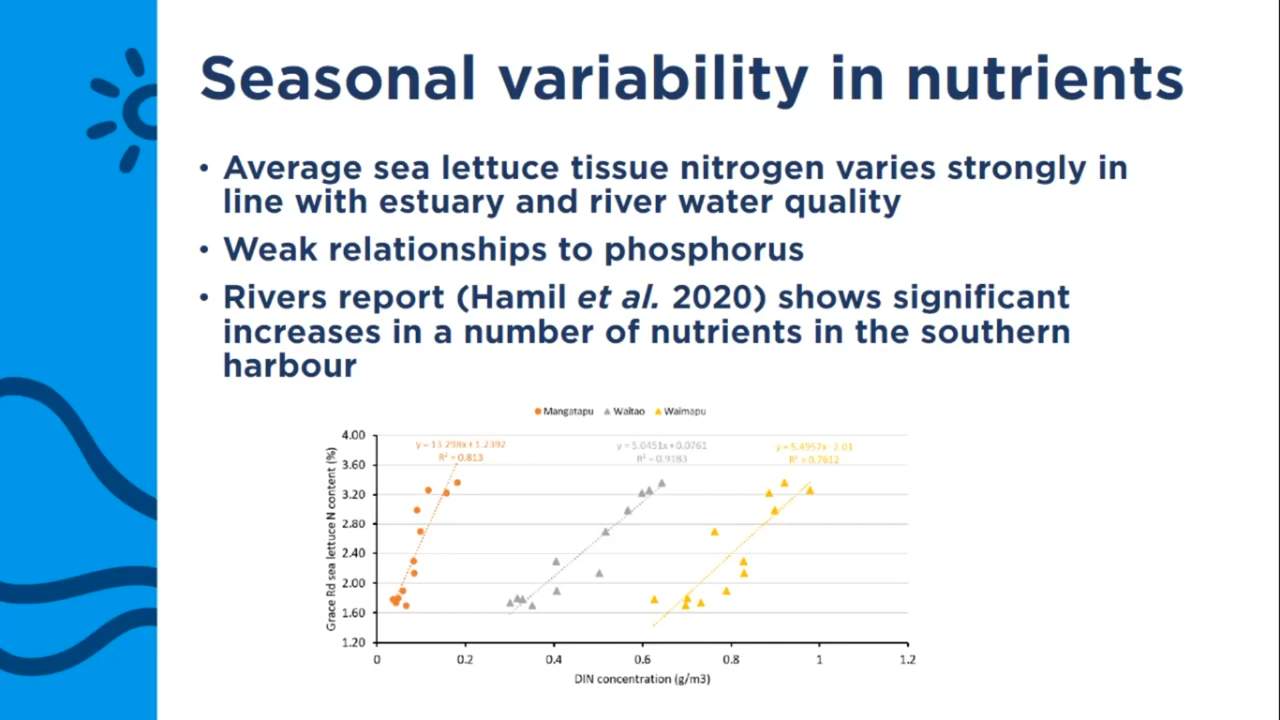 Seasonal variability in nutrients
• Average sea lettuce tissue nitrogen varies strongly in
line with estuary and river water quality
• Weak relationships to phosphorus
• Rivers report (Hamil et al. 2020) shows significant
increases in a number of nutrients in the southern
harbour
Mangatapu Waitao Waimapu
y = 13.298x + 1.2392
R² = 0.813
y = 5.0451x + 0.0761
R² = 0.9183
y = 5.4957x - 2.01
R² = 0.7612
Grace Rd sea lettuce N content (%)
4.00
3.60
3.20
2.80
2.40
2.00
1.60
1.20
0 0.2 0.4 0.6 0.8 1 1.2
DIN concentration (g/m3)